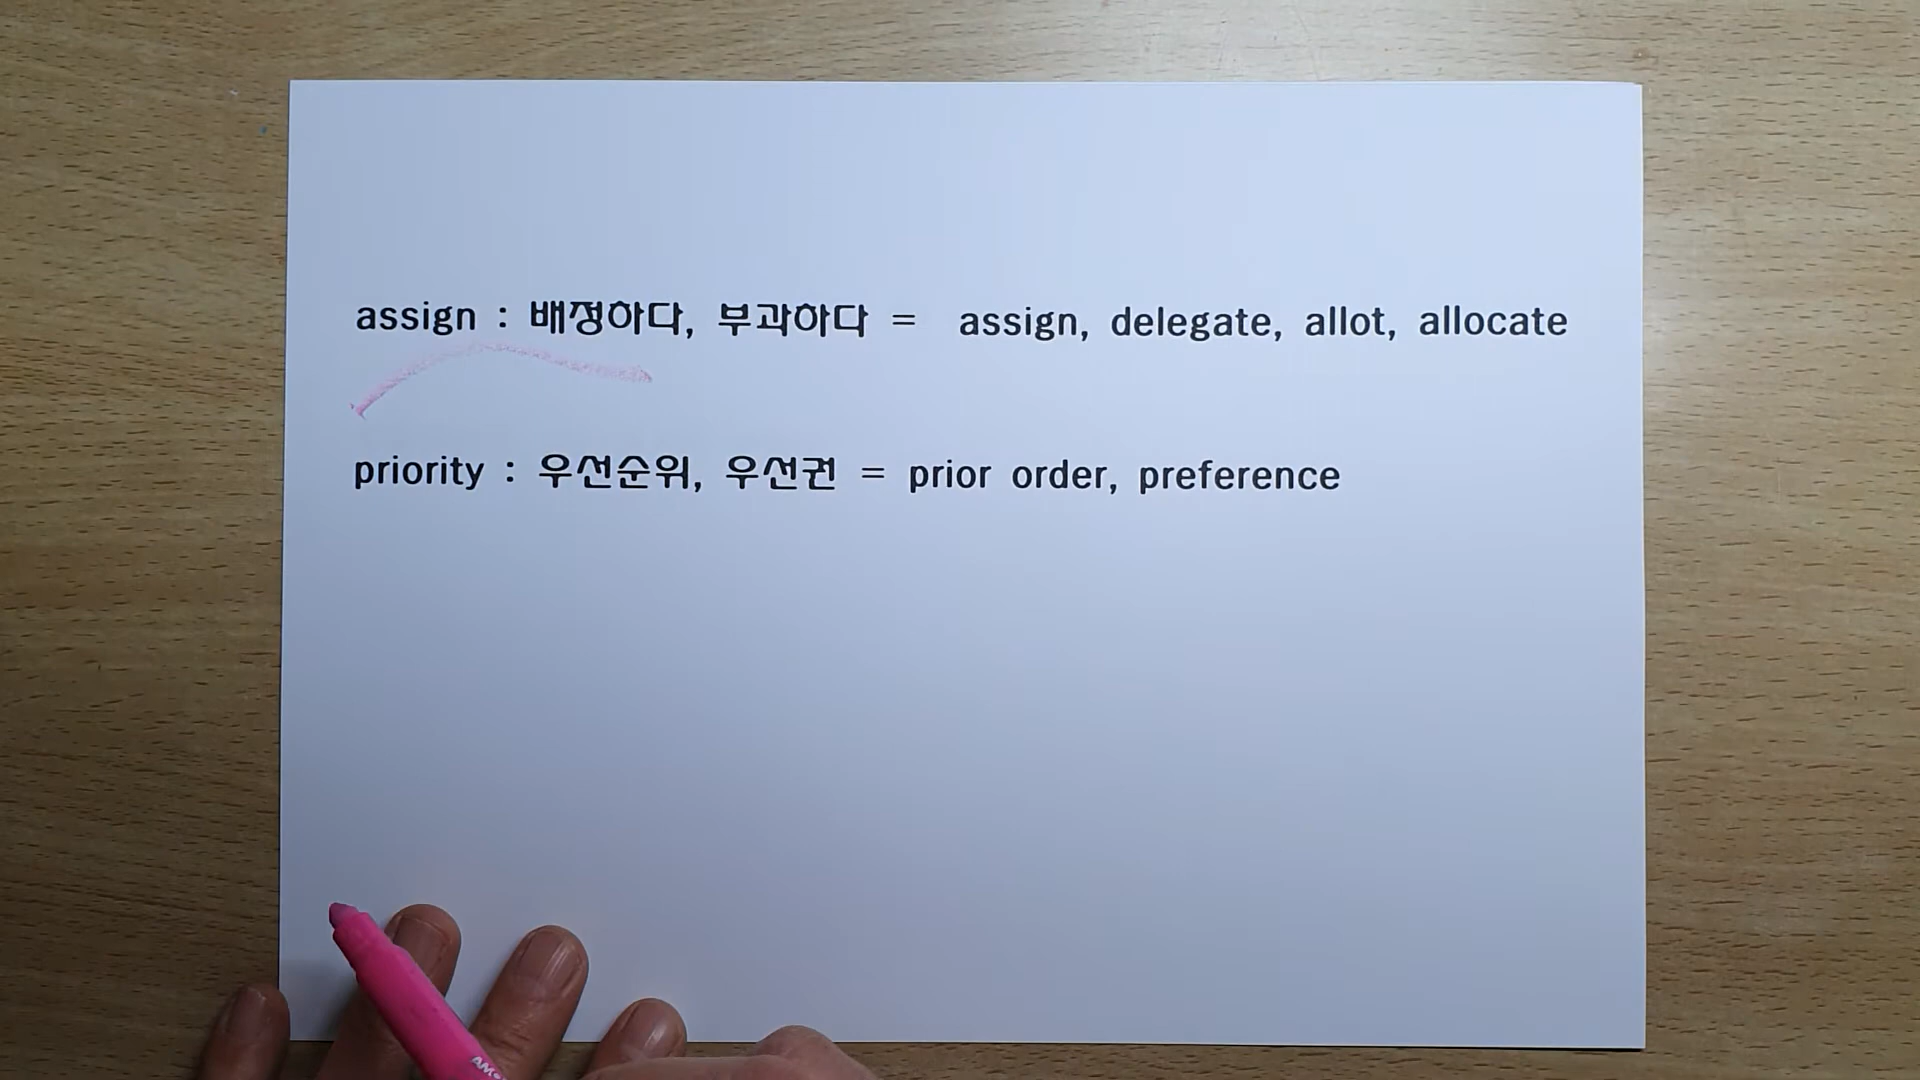 assign : 배정하다, 부과하다 = assign, delegate, allot, allocate
priority : 우선순위, 우선권 = prior order, preference